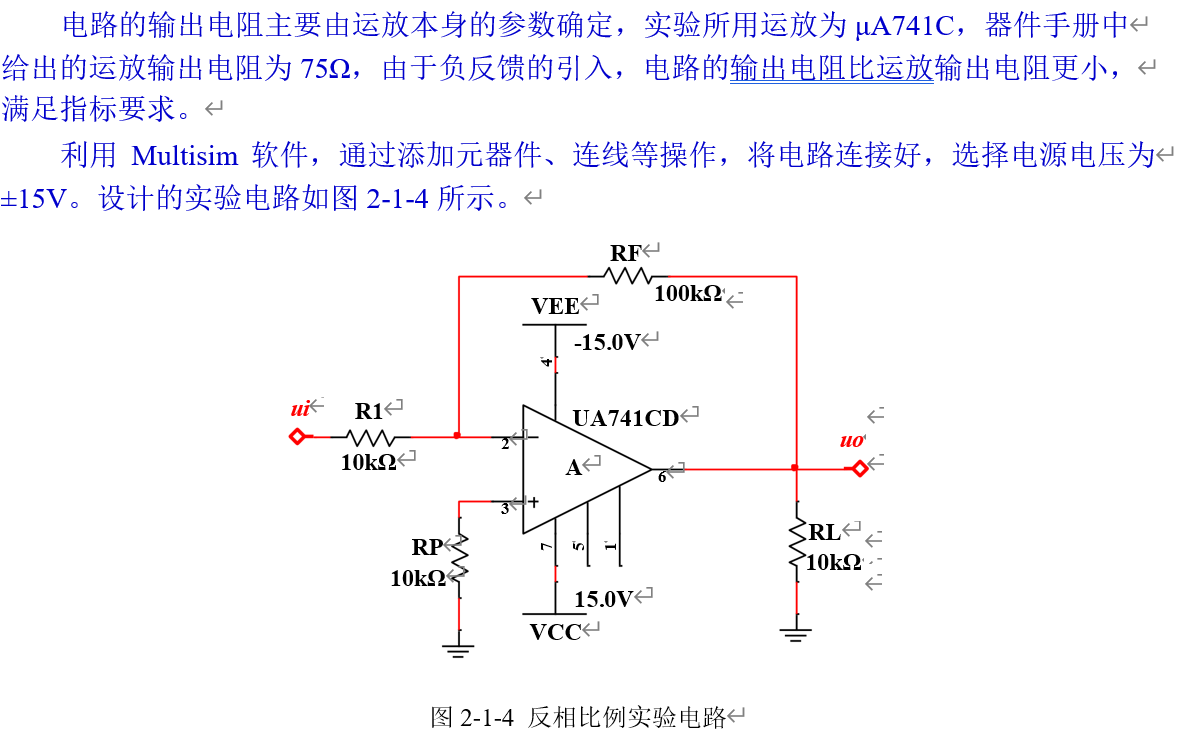 电路的输出电阻主要由运放本身的参数确定，实验所用运放为 μA741C，器件手册中
给出的运放输出电阻为 75Ω，由于负反馈的引入，电路的输出电阻比运放输出电阻更小，
满足指标要求。
利用 Multisim 软件，通过添加元器件、连线等操作，将电路连接好，选择电源电压为
±15V。设计的实验电路如图 2-1-4 所示。
RF
100kΩ
VEE
-15.0V
4
ui
R1
10kΩ
UA741CD
uo
2
A
6
3
+
RP
10kΩ
7
5
1
RL
10kΩ
15.0V
VCC
图 2-1-4 反相比例实验电路